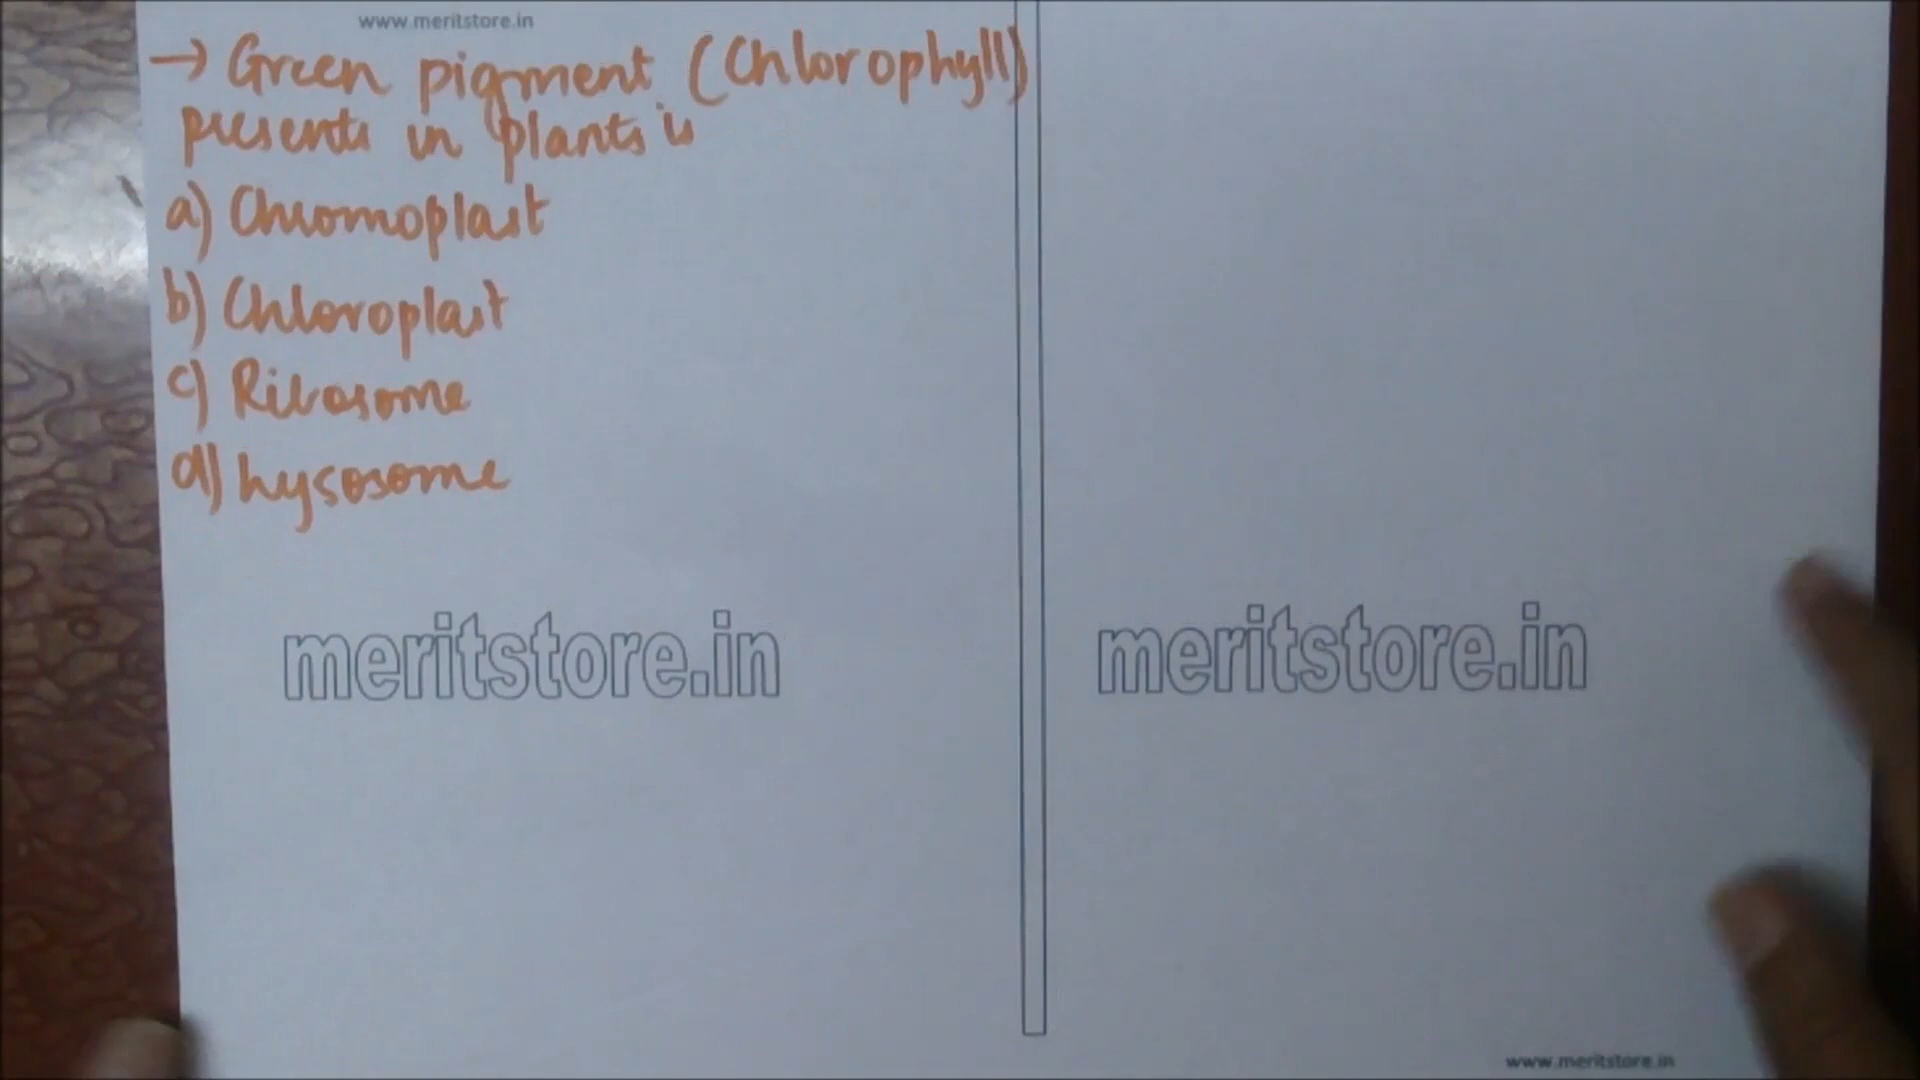 www.meritstore.in
→ Green pigment (Chlorophyll)
presents in plants is
a) Chromoplast
b) Chloroplast
c) Ribosome
d) Lysosome
meritstore.in meritstore.in
www.meritstore.in